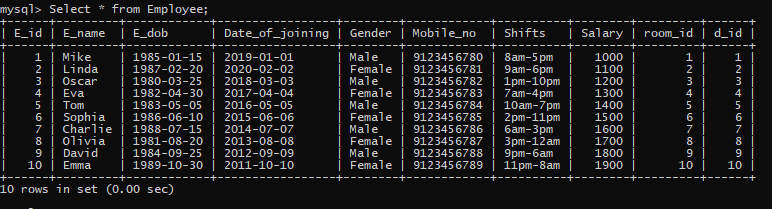 mysql> Select * from Employee;
| E_id | E_name | E_dob | Date_of_joining | Gender | Mobile_no | Shifts | Salary | room_id | d_id |
| 1 | Mike | 1985-01-15 | 2019-01-01 | Male | 9123456780 | 8am-5pm | 1000 | 1 | 1 |
| 2 | Linda | 1987-02-20 | 2020-02-02 | Female | 9123456781 | 9am-6pm | 1100 | 2 | 2 |
| 3 | Oscar | 1980-03-25 | 2018-03-03 | Male | 9123456782 | 1pm-10pm | 1200 | 3 | 3 |
| 4 | Eva | 1982-04-30 | 2017-04-04 | Female | 9123456783 | 7am-4pm | 1300 | 4 | 4 |
| 5 | Tom | 1983-05-05 | 2016-05-05 | Male | 9123456784 | 10am-7pm | 1400 | 5 | 5 |
| 6 | Sophia | 1986-06-10 | 2015-06-06 | Female | 9123456785 | 2pm-11pm | 1500 | 6 | 6 |
| 7 | Charlie | 1988-07-15 | 2014-07-07 | Male | 9123456786 | 6am-3pm | 1600 | 7 | 7 |
| 8 | Olivia | 1981-08-20 | 2013-08-08 | Female | 9123456787 | 3pm-12am | 1700 | 8 | 8 |
| 9 | David | 1984-09-25 | 2012-09-09 | Male | 9123456788 | 9pm-6am | 1800 | 9 | 9 |
| 10 | Emma | 1989-10-30 | 2011-10-10 | Female | 9123456789 | 11pm-8am | 1900 | 10 | 10 |
10 rows in set (0.00 sec)